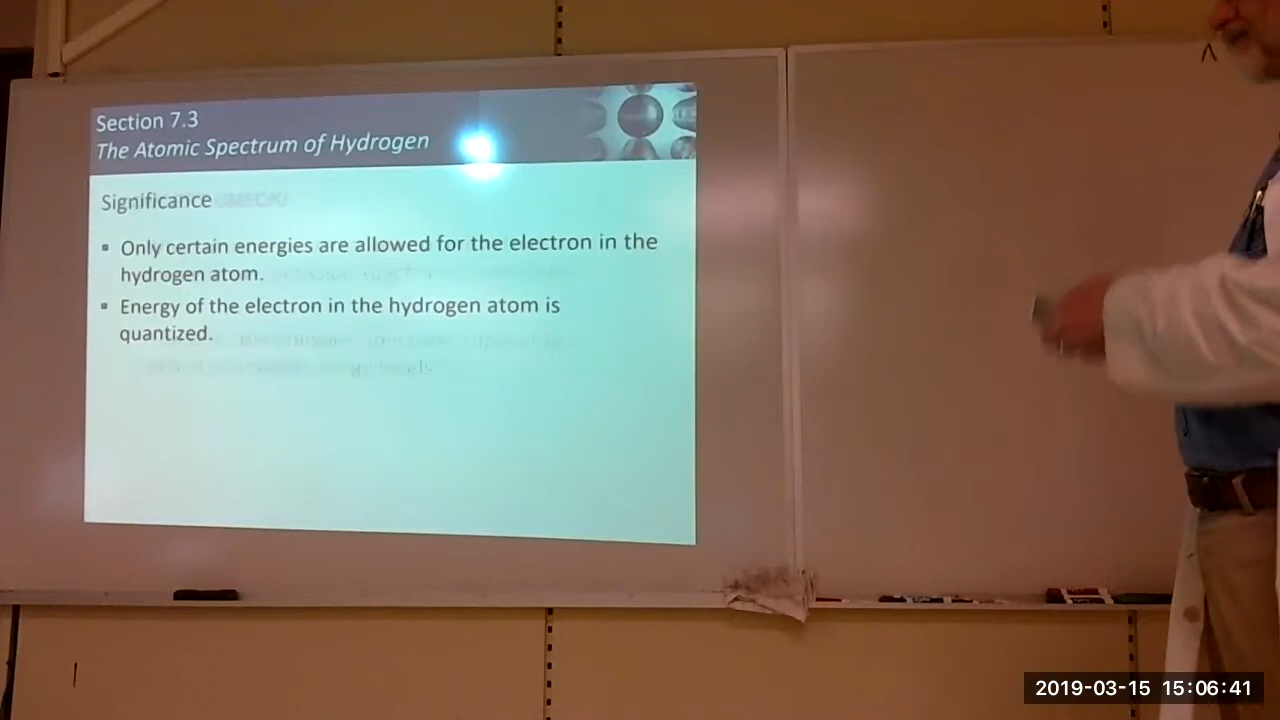 Section 7.3
The Atomic Spectrum of Hydrogen
Significance
▪ Only certain energies are allowed for the electron in the
hydrogen atom.
▪ Energy of the electron in the hydrogen atom is
quantized.
2019-03-15 15:06:41